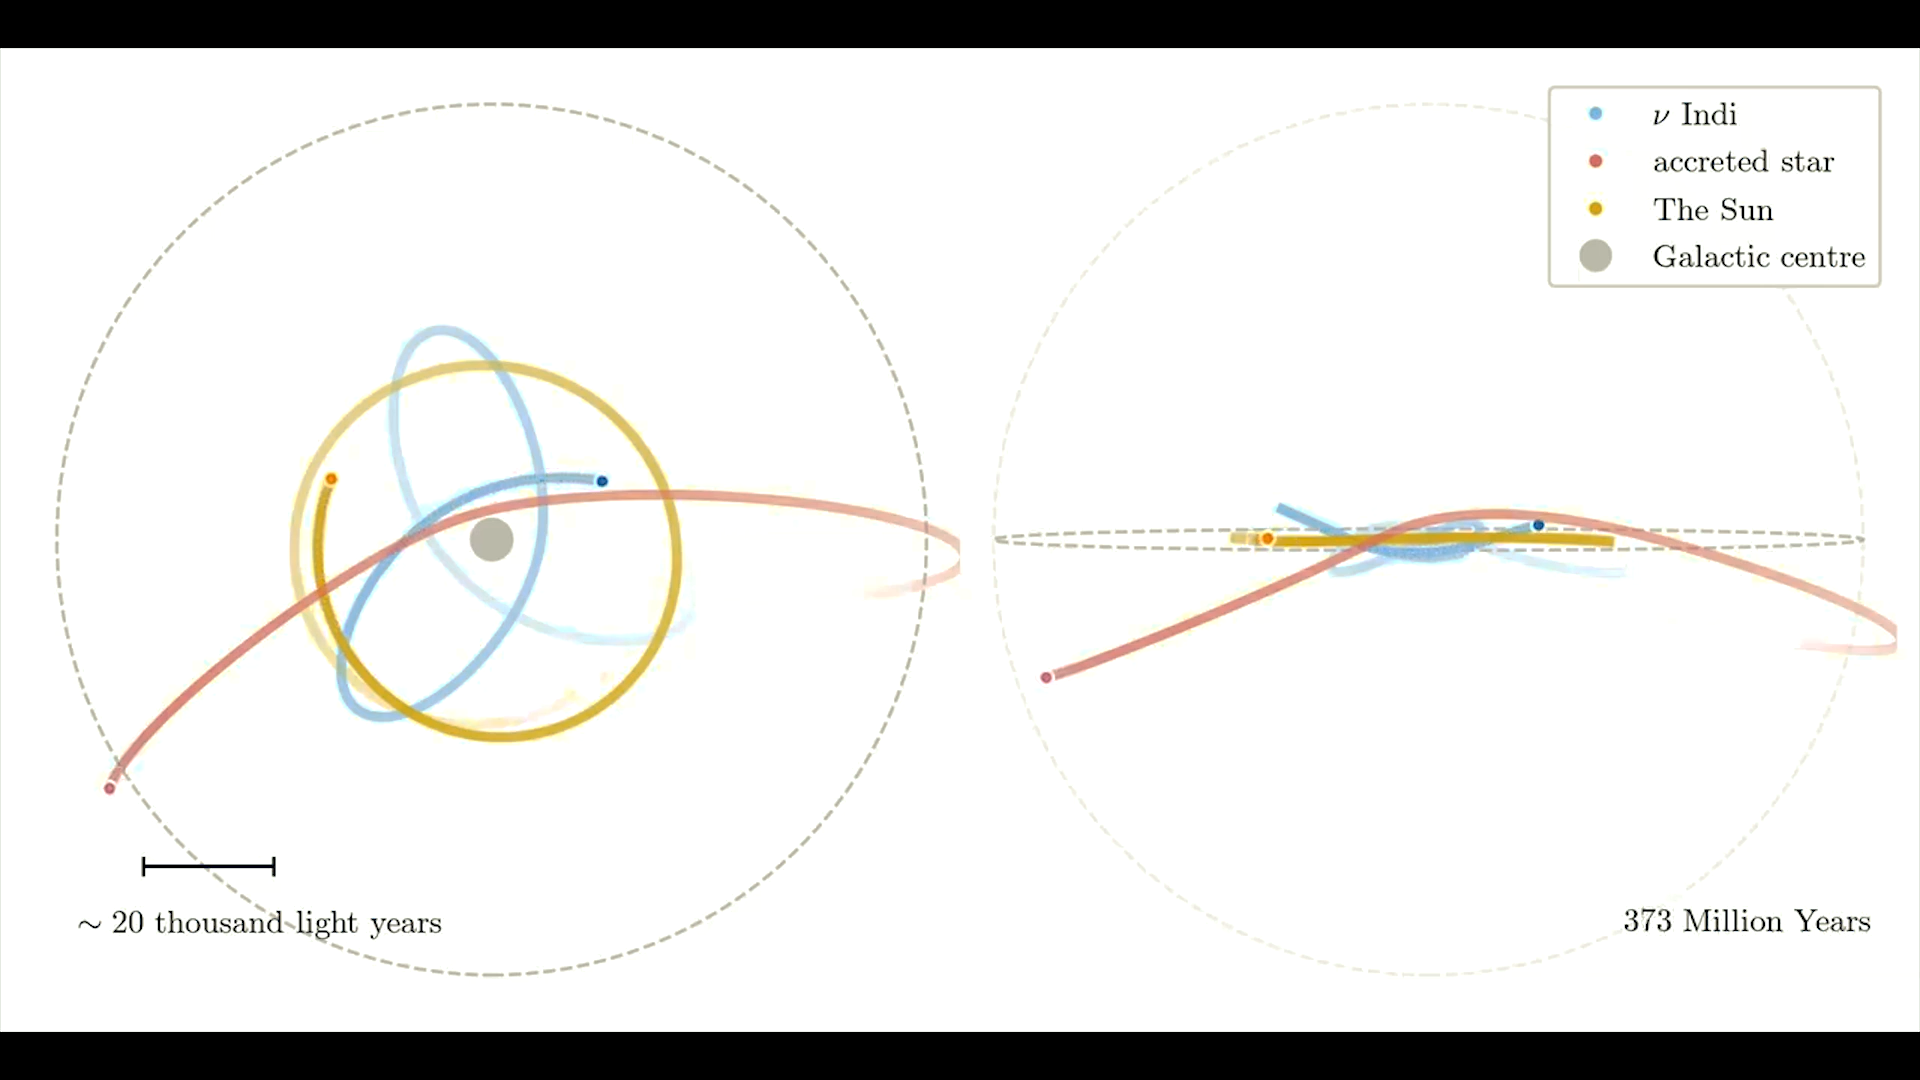 ν Indi
accreted star
The Sun
Galactic centre
~ 20 thousand light years
373 Million Years